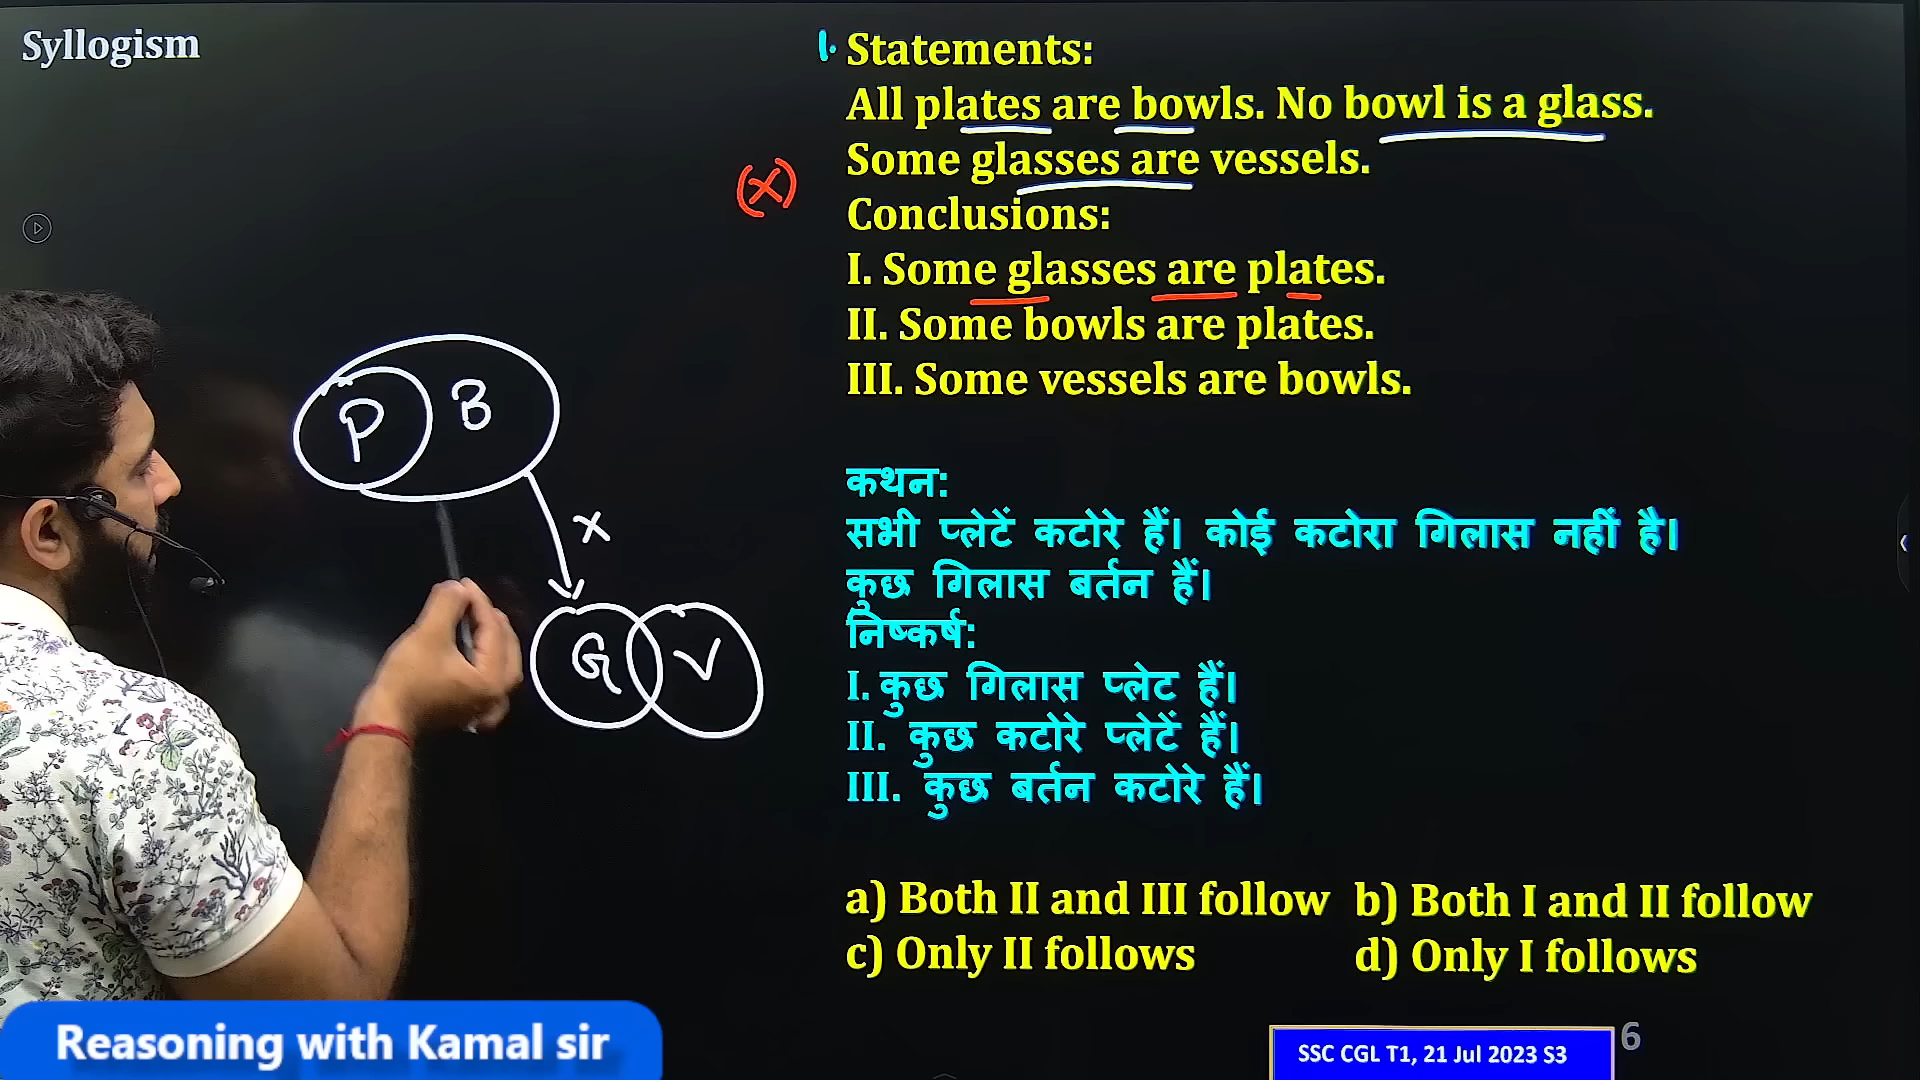 Syllogism
1. Statements:
All plates are bowls. No bowl is a glass.
Some glasses are vessels.
(x)
Conclusions:
I. Some glasses are plates.
II. Some bowls are plates.
III. Some vessels are bowls.
P B
x
G V
कथन:
सभी प्लेटें कटोरे हैं। कोई कटोरा गिलास नहीं है।
कुछ गिलास बर्तन हैं।
निष्कर्ष:
I. कुछ गिलास प्लेट हैं।
II. कुछ कटोरे प्लेटें हैं।
III. कुछ बर्तन कटोरे हैं।
a) Both II and III follow b) Both I and II follow
c) Only II follows d) Only I follows
Reasoning with Kamal sir
SSC CGL T1, 21 Jul 2023 S3
6